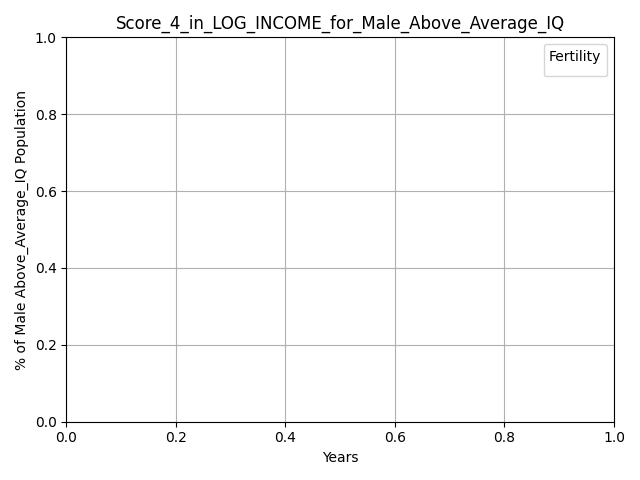 Score_4_in_LOG_INCOME_for_Male_Above_Average_IQ
Fertility
% of Male Above_Average_IQ Population
1.0
0.8
0.6
0.4
0.2
0.0
0.0 0.2 0.4 0.6 0.8 1.0
Years